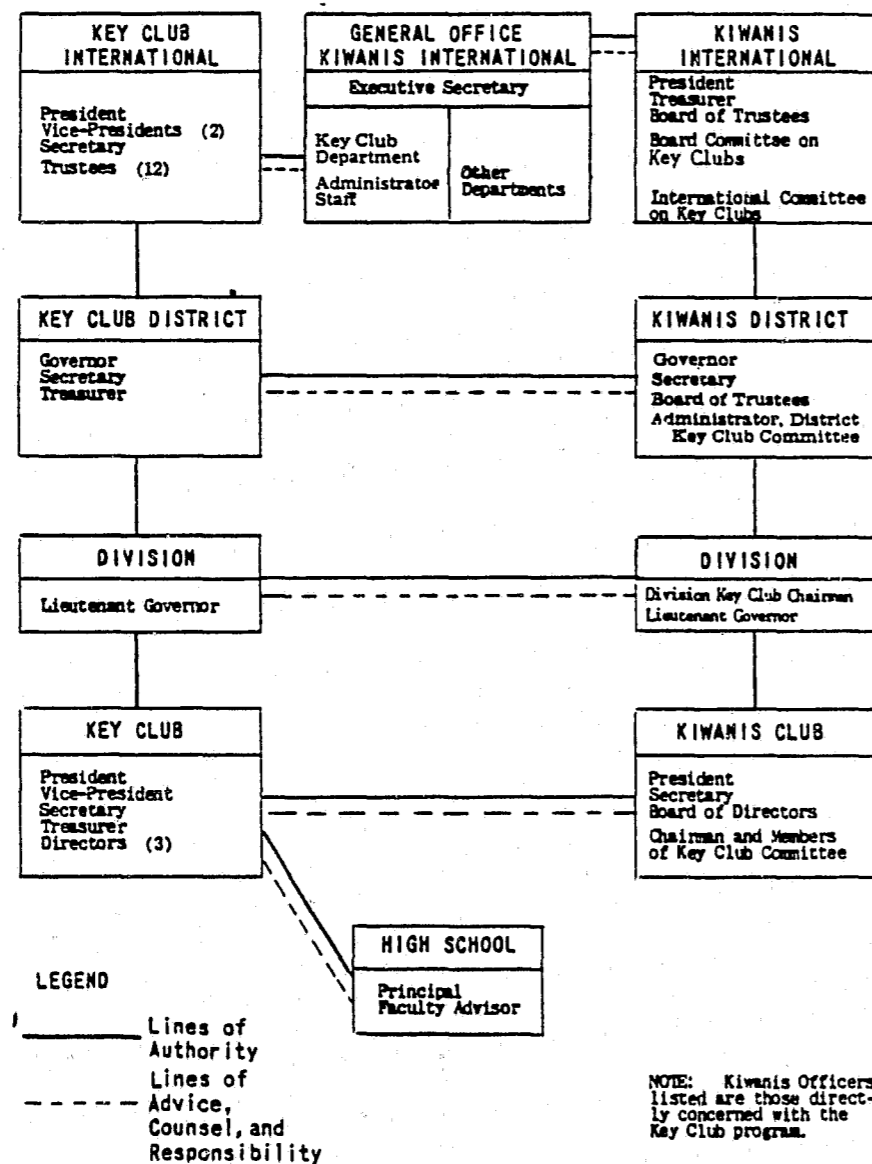 KEY CLUB
INTERNATIONAL
President
Vice-Presidents (2)
Secretary
Trustees (12)
GENERAL OFFICE
KIWANIS INTERNATIONAL
Executive Secretary
Key Club
Department
Administrator
Staff
Other
Departments
KIWANIS
INTERNATIONAL
President
Treasurer
Board of Trustees
Board Committee on
Key Clubs
International Committee
on Key Clubs
KEY CLUB DISTRICT
Governor
Secretary
Treasurer
KIWANIS DISTRICT
Governor
Secretary
Board of Trustees
Administrator, District
Key Club Committee
DIVISION
Lieutenant Governor
DIVISION
Division Key Club Chairman
Lieutenant Governor
KEY CLUB
President
Vice-President
Secretary
Treasurer
Directors (3)
KIWANIS CLUB
President
Secretary
Board of Directors
Chairman and Members
of Key Club Committee
HIGH SCHOOL
Principal
Faculty Advisor
LEGEND
Lines of
Authority
Lines of
Advice,
Counsel, and
Responsibility
NOTE: Kiwanis Officers
listed are those direct-
ly concerned with the
Key Club program.